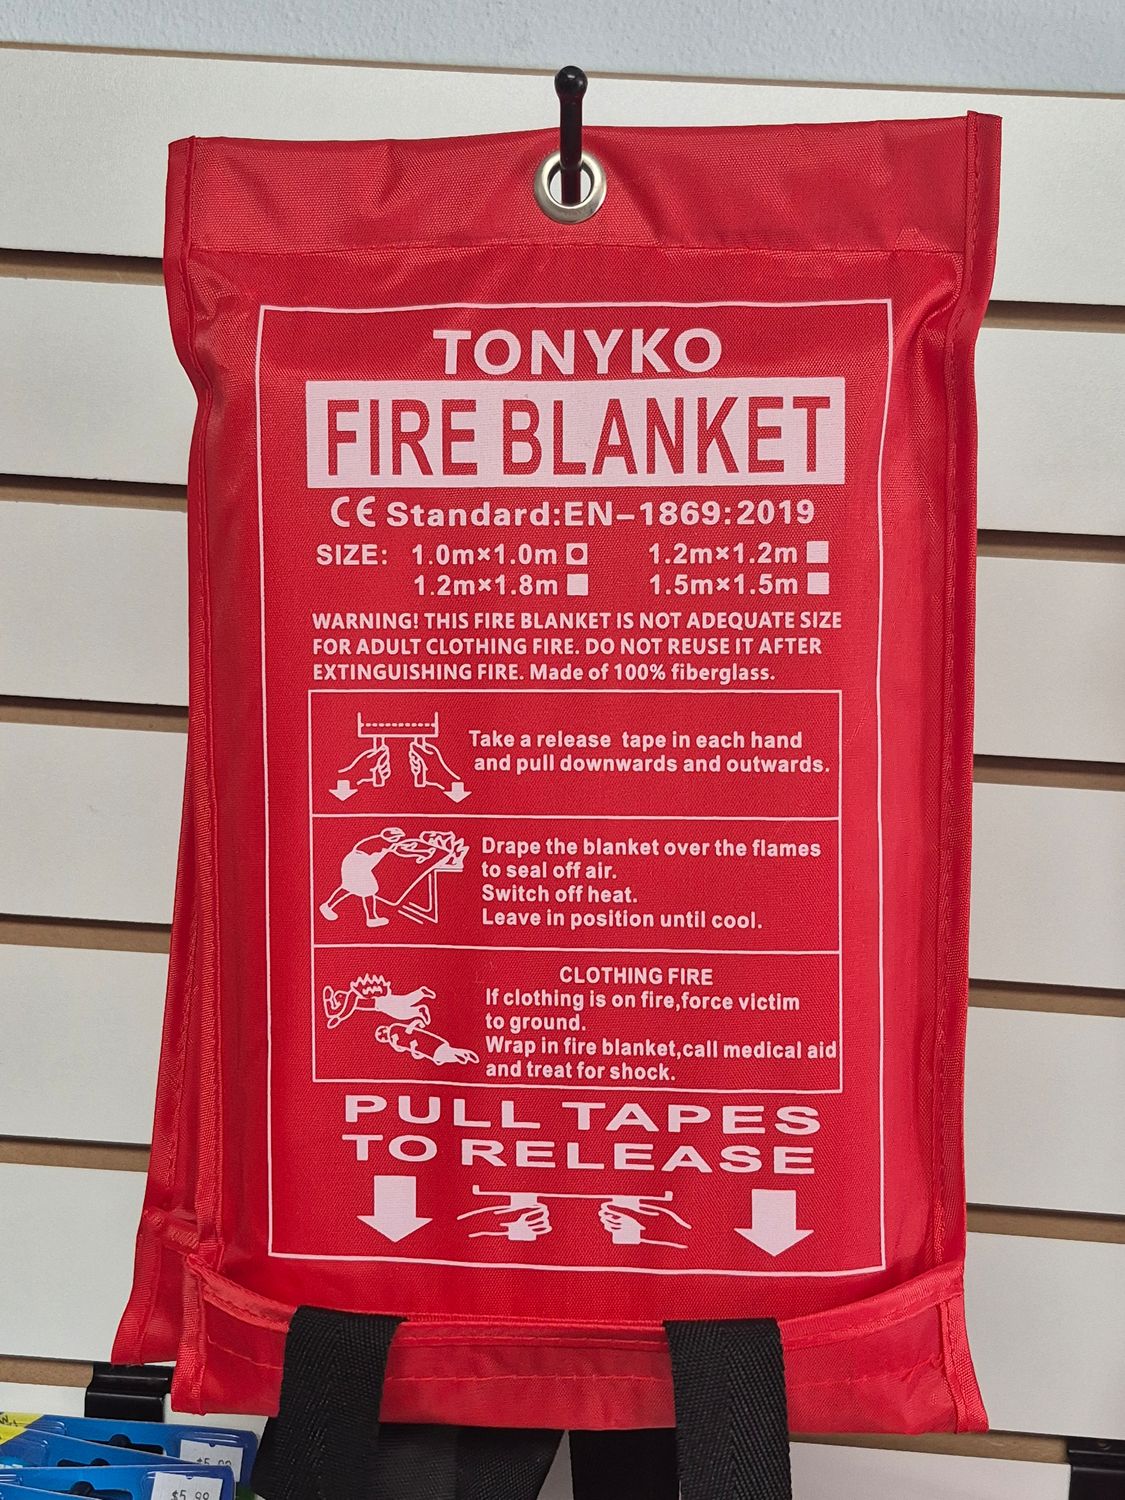 TONYKO
FIRE BLANKET
CE Standard:EN-1869:2019
SIZE: 1.0m×1.0m 1.2m×1.2m
1.2m×1.8m 1.5m×1.5m
WARNING! THIS FIRE BLANKET IS NOT ADEQUATE SIZE
FOR ADULT CLOTHING FIRE. DO NOT REUSE IT AFTER
EXTINGUISHING FIRE. Made of 100% fiberglass.
Take a release tape in each hand
and pull downwards and outwards.
Drape the blanket over the flames
to seal off air.
Switch off heat.
Leave in position until cool.
CLOTHING FIRE
If clothing is on fire,force victim
to ground.
Wrap in fire blanket,call medical aid
and treat for shock.
PULL TAPES
TO RELEASE
$5.99